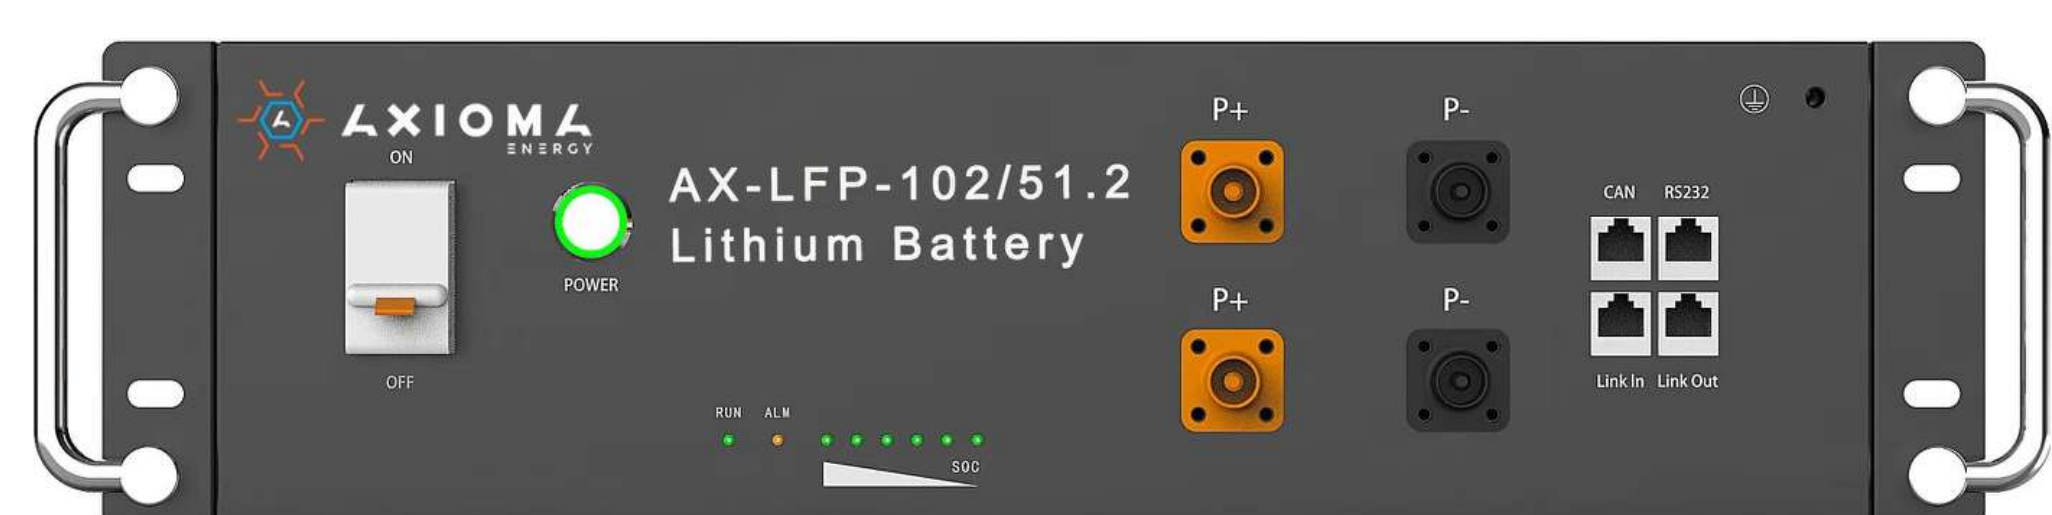 AXIOMA
ENERGY
ON
OFF
POWER
AX-LFP-102/51.2
Lithium Battery
RUN ALM
SOC
P+ P-
P+ P-
CAN RS232
Link In Link Out